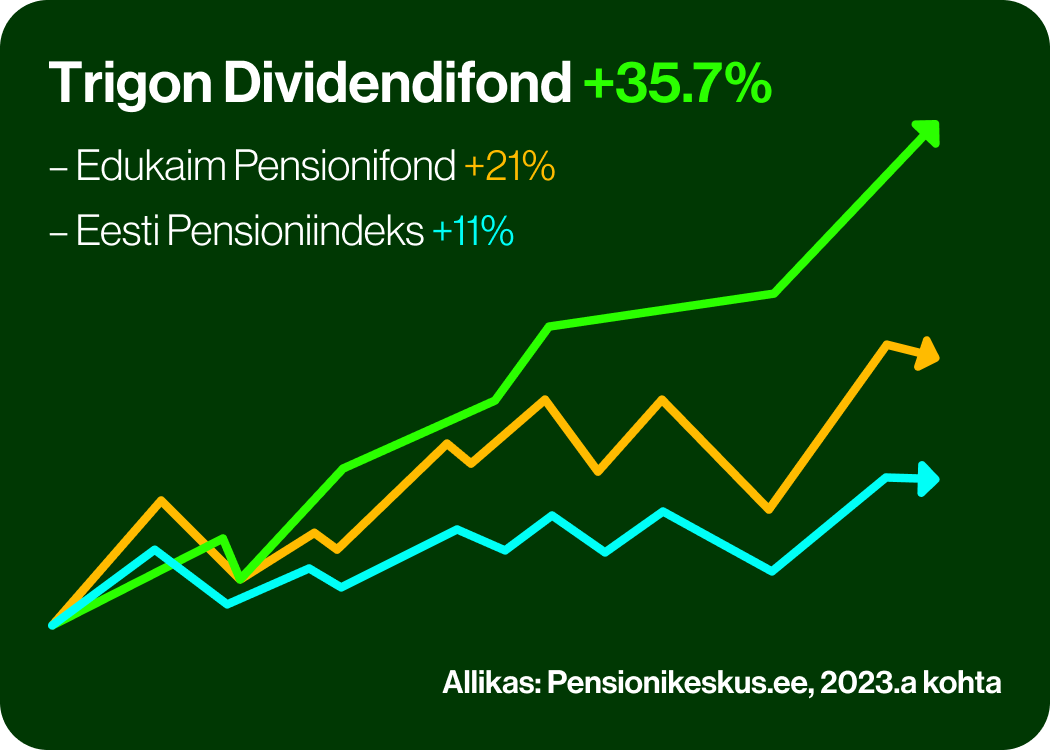 Trigon Dividendifond +35.7%
– Edukaim Pensionifond +21%
– Eesti Pensioniindeks +11%
Allikas: Pensionikeskus.ee, 2023.a kohta